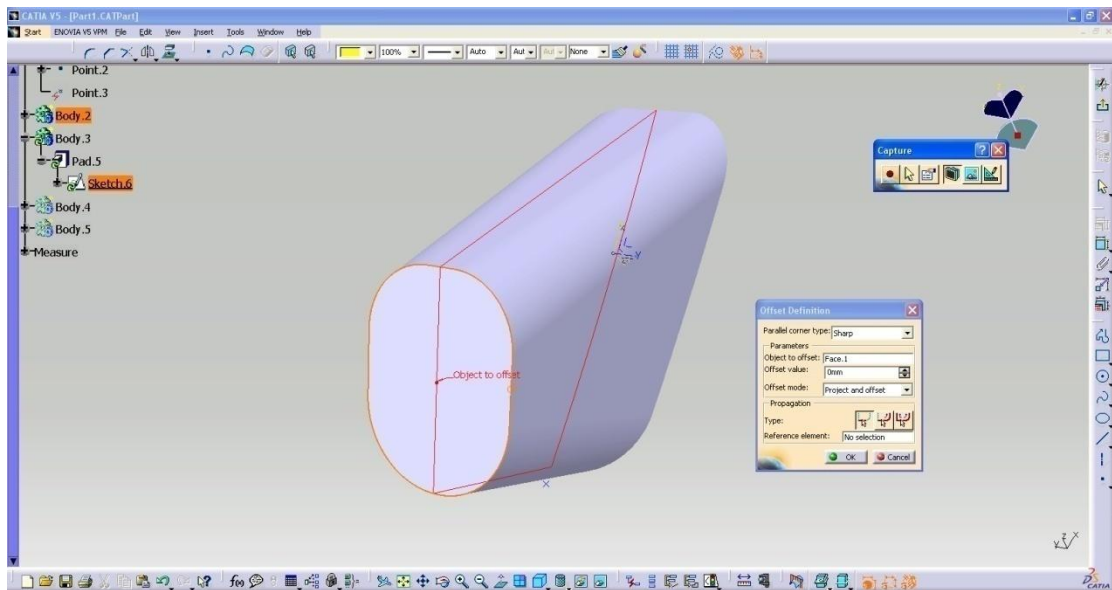 CATIA V5 - [Part1.CATPart]
Start ENOVIA V5 VPM File Edit View Insert Tools Window Help
100% Auto Aut Aut None
Point.2
Point.3
Body.2
Body.3
Pad.5
Sketch.6
Body.4
Body.5
Measure
Capture
Y
Object to offset
X
Offset Definition
Parallel corner type: Sharp
Parameters
Object to offset: Face.1
Offset value: 0mm
Offset mode: Project and offset
Propagation
Type:
Reference element: No selection
OK Cancel
z
x
y
f(x)
CATIA